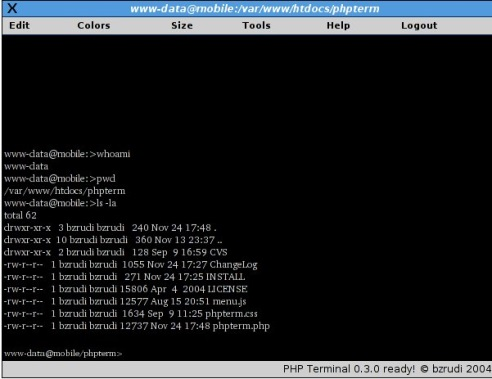 X www-data@mobile:/var/www/htdocs/phpterm
Edit Colors Size Tools Help Logout
www-data@mobile:>whoami
www-data
www-data@mobile:>pwd
/var/www/htdocs/phpterm
www-data@mobile:>ls -la
total 62
drwxr-xr-x 3 bzrudi bzrudi 240 Nov 24 17:48 .
drwxr-xr-x 10 bzrudi bzrudi 360 Nov 13 23:37 ..
drwxr-xr-x 2 bzrudi bzrudi 128 Sep 9 16:59 CVS
-rw-r--r-- 1 bzrudi bzrudi 1055 Nov 24 17:27 ChangeLog
-rw-r--r-- 1 bzrudi bzrudi 271 Nov 24 17:25 INSTALL
-rw-r--r-- 1 bzrudi bzrudi 15806 Apr 4 2004 LICENSE
-rw-r--r-- 1 bzrudi bzrudi 12577 Aug 15 20:51 menu.js
-rw-r--r-- 1 bzrudi bzrudi 1634 Sep 9 11:25 phpterm.css
-rw-r--r-- 1 bzrudi bzrudi 12737 Nov 24 17:48 phpterm.php
www-data@mobile/phpterm>
PHP Terminal 0.3.0 ready! © bzrudi 2004